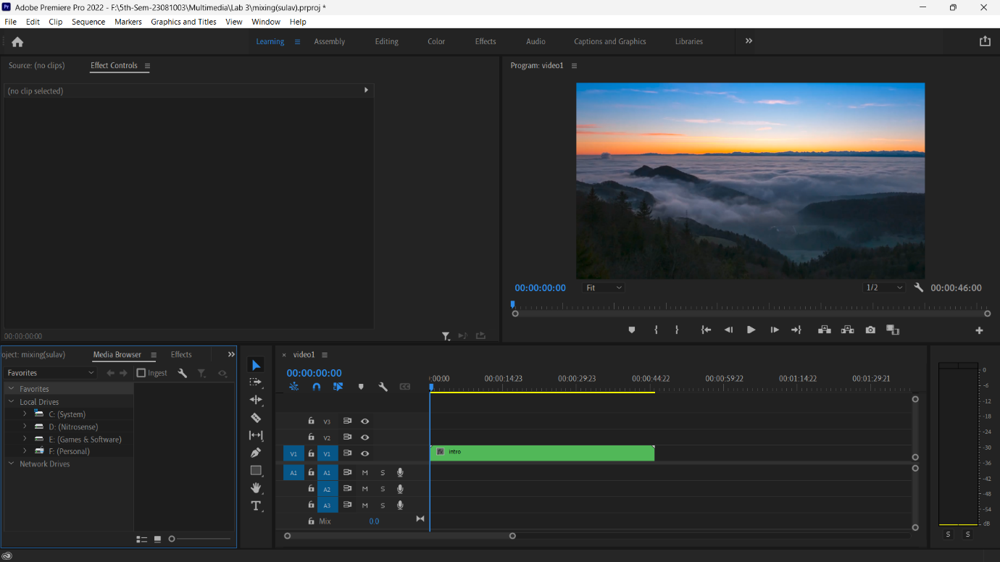 Adobe Premiere Pro 2022 - F:\5th-Sem-23081003\Multimedia\Lab 3\mixing(sulav).prproj *
File Edit Clip Sequence Markers Graphics and Titles View Window Help
Learning Assembly Editing Color Effects Audio Captions and Graphics Libraries
Source: (no clips) Effect Controls
Program: video1
(no clip selected)
00:00:00:00 Fit 1/2 00:00:46:00
00:00:00:00
oject: mixing(sulav) Media Browser Effects
Favorites Ingest
Favorites
Local Drives
C: (System)
D: (Nitrosense)
E: (Games & Software)
F: (Personal)
Network Drives
video1
00:00:00:00
:00:00 00:00:14:23 00:00:29:23 00:00:44:22 00:00:59:22 00:01:14:22 00:01:29:21
V3
V2
V1 V1 fx intro
A1 A1 M S
A2 M S
A3 M S
Mix 0.0
0
-6
-12
-18
-24
-30
-36
-42
-48
-54
dB
S S